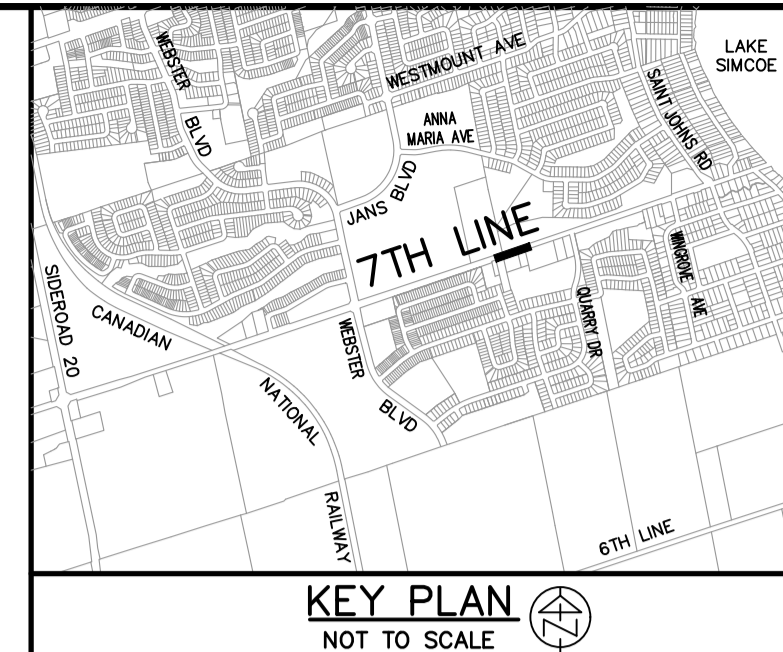 WEBSTER
BLVD
WESTMOUNT AVE
LAKE
SIMCOE
ANNA
MARIA AVE
SAINT JOHNS RD
JANS BLVD
7TH LINE
WINGROVE AVE
SIDEROAD 20
CANADIAN
NATIONAL
RAILWAY
WEBSTER
BLVD
QUARRY DR
6TH LINE
KEY PLAN
N
NOT TO SCALE